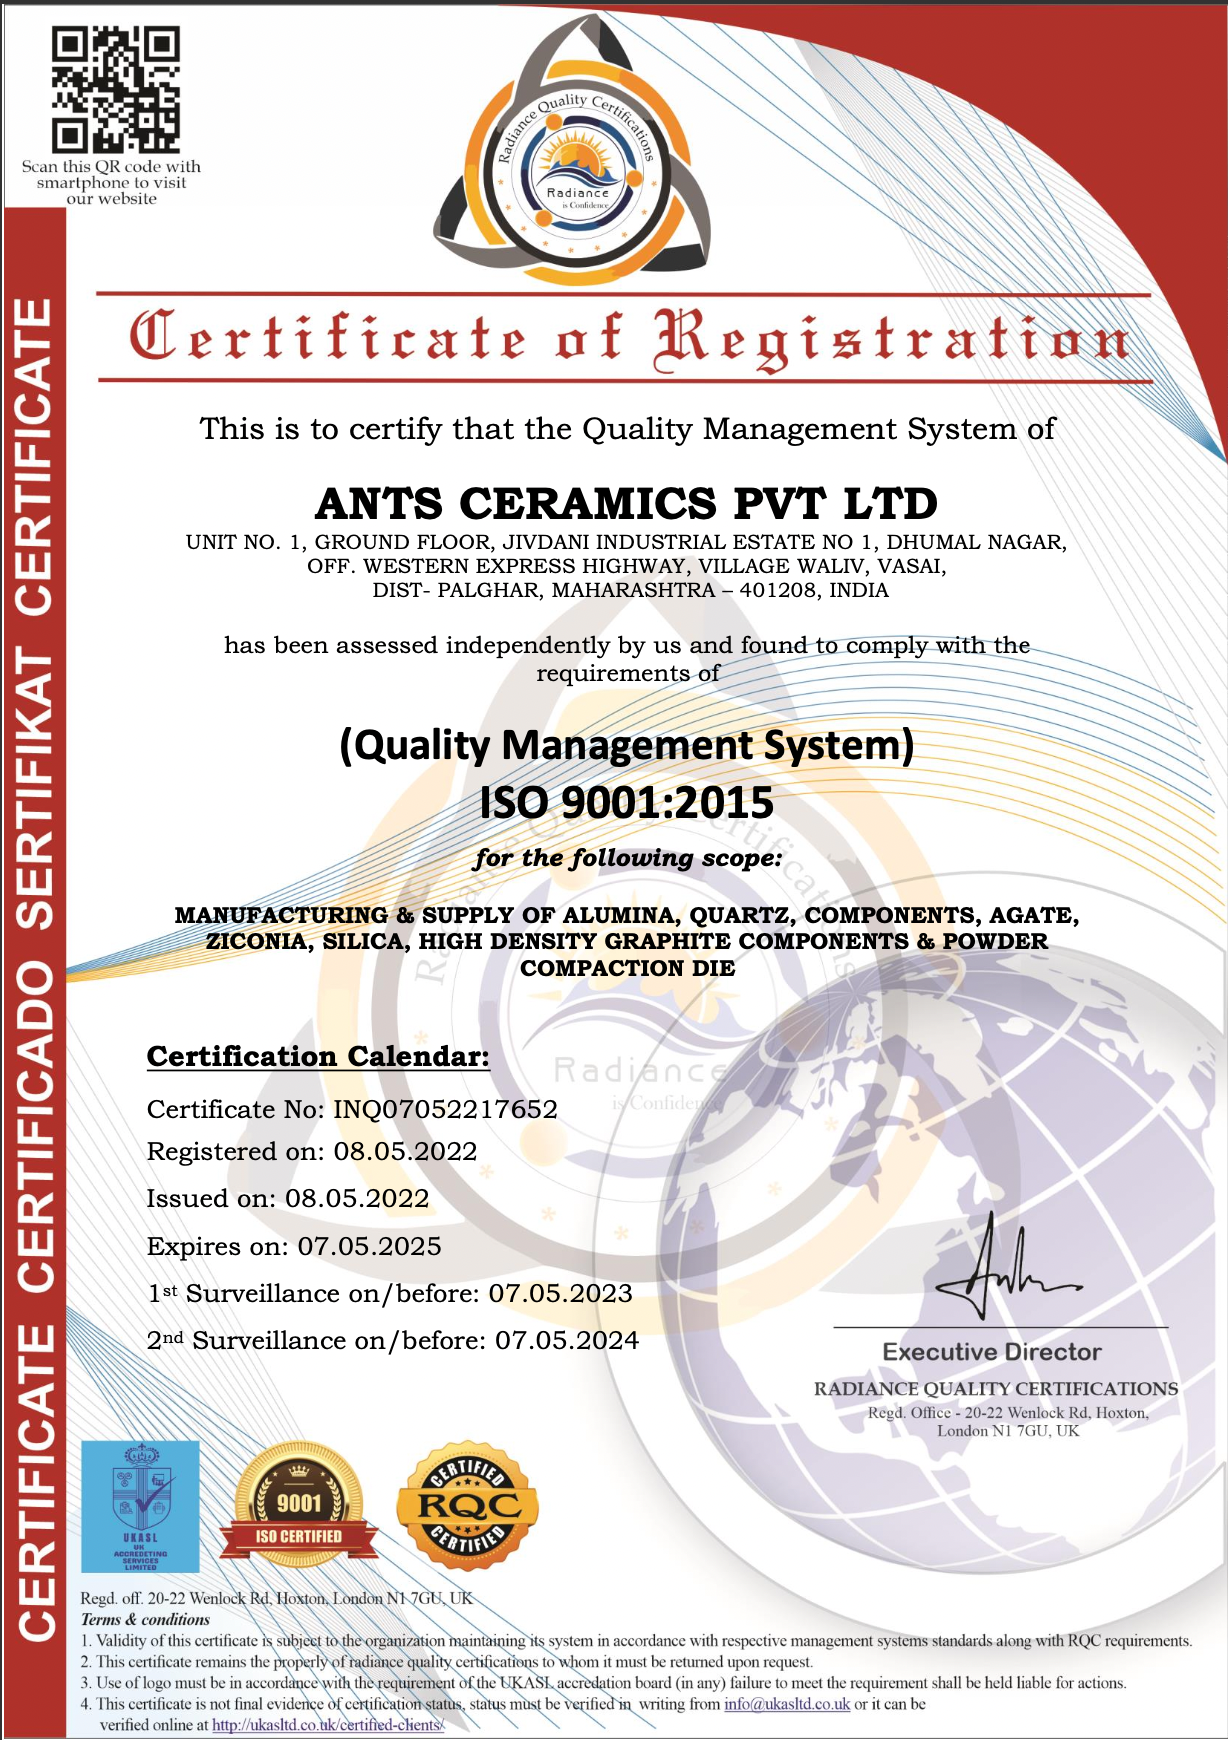 Scan this QR code with
smartphone to visit
our website
Radiance Quality Certifications
Radiance
is Confidence
CERTIFICATE CERTIFICADO SERTIFIKAT CERTIFICATE
Certificate of Registration
This is to certify that the Quality Management System of
ANTS CERAMICS PVT LTD
UNIT NO. 1, GROUND FLOOR, JIVDANI INDUSTRIAL ESTATE NO 1, DHUMAL NAGAR,
OFF. WESTERN EXPRESS HIGHWAY, VILLAGE WALIV, VASAI,
DIST- PALGHAR, MAHARASHTRA – 401208, INDIA
has been assessed independently by us and found to comply with the
requirements of
(Quality Management System)
ISO 9001:2015
for the following scope:
MANUFACTURING & SUPPLY OF ALUMINA, QUARTZ, COMPONENTS, AGATE,
ZICONIA, SILICA, HIGH DENSITY GRAPHITE COMPONENTS & POWDER
COMPACTION DIE
Radiance Quality Certifications
Radiance
is Confidence
Certification Calendar:
Certificate No: INQ07052217652
Registered on: 08.05.2022
Issued on: 08.05.2022
Expires on: 07.05.2025
1st Surveillance on/before: 07.05.2023
2nd Surveillance on/before: 07.05.2024
Executive Director
RADIANCE QUALITY CERTIFICATIONS
Regd. Office - 20-22 Wenlock Rd, Hoxton,
London N1 7GU, UK
UKASL
UK
ACCREDETING
SERVICES
LIMITED
9001
ISO CERTIFIED
CERTIFIED
RQC
CERTIFIED
Regd. off. 20-22 Wenlock Rd, Hoxton, London N1 7GU, UK
Terms & conditions
1. Validity of this certificate is subject to the organization maintaining its system in accordance with respective management systems standards along with RQC requirements.
2. This certificate remains the properly of radiance quality certifications to whom it must be returned upon request.
3. Use of logo must be in accordance with the requirement of the UKASL accredation board (in any) failure to meet the requirement shall be held liable for actions.
4. This certificate is not final evidence of certification status, status must be verified in writing from info@ukasltd.co.uk or it can be
verified online at http://ukasltd.co.uk/certified-clients/